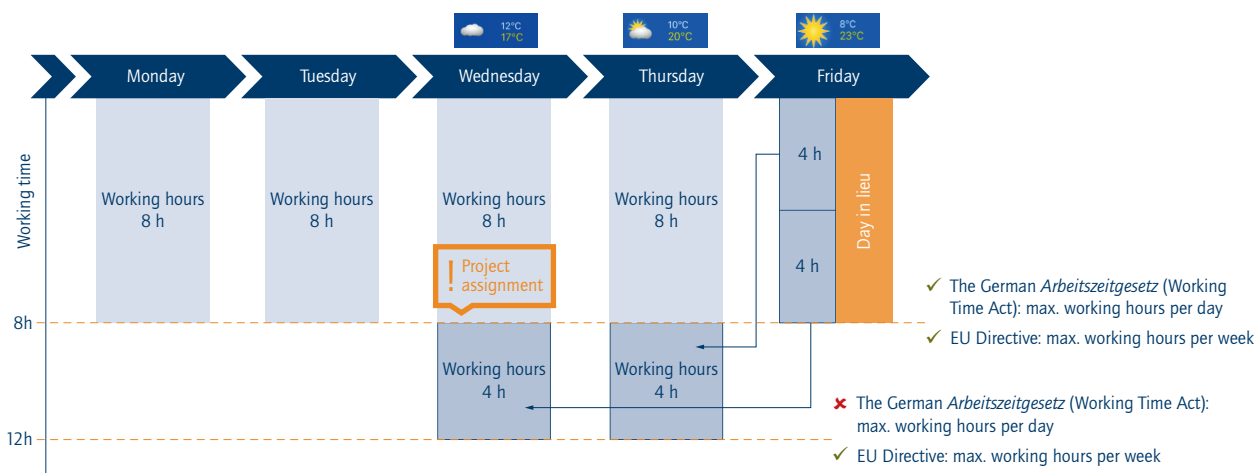 12°C
17°C
10°C
20°C
8°C
23°C
Monday
Tuesday
Wednesday
Thursday
Friday
Working time
Working hours
8 h
Working hours
8 h
Working hours
8 h
Working hours
8 h
4 h
4 h
Day in lieu
! Project
assignment
8h
Working hours
4 h
Working hours
4 h
12h
✓ The German Arbeitszeitgesetz (Working
Time Act): max. working hours per day
✓ EU Directive: max. working hours per week
✘ The German Arbeitszeitgesetz (Working Time Act):
max. working hours per day
✓ EU Directive: max. working hours per week